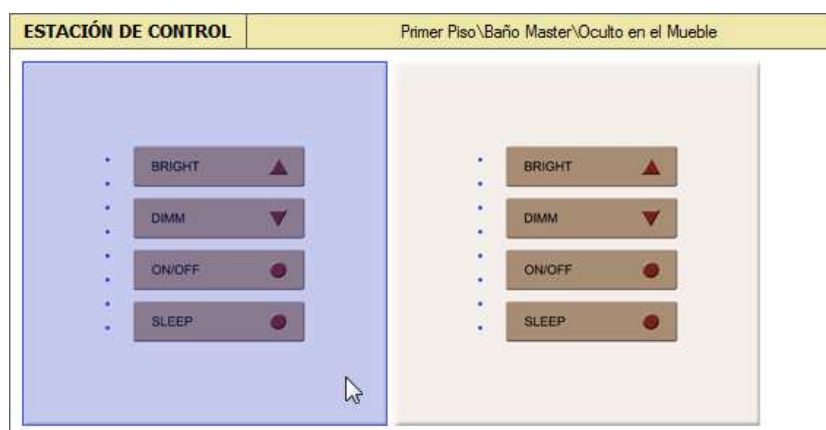 ESTACIÓN DE CONTROL
Primer Piso\Baño Master\Oculto en el Mueble
BRIGHT
DIMM
ON/OFF
SLEEP
BRIGHT
DIMM
ON/OFF
SLEEP